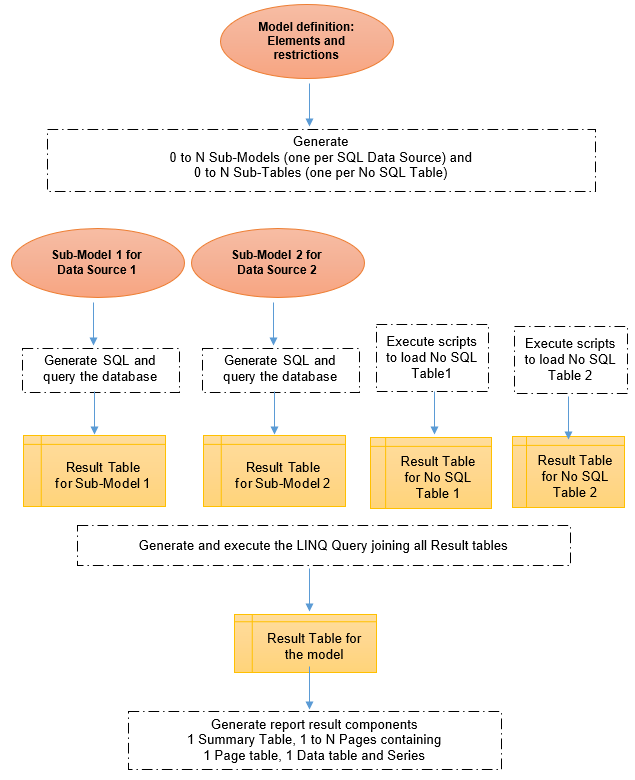 Model definition:
Elements and
restrictions
Generate
0 to N Sub-Models (one per SQL Data Source) and
0 to N Sub-Tables (one per No SQL Table)
Sub-Model 1 for
Data Source 1
Sub-Model 2 for
Data Source 2
Generate SQL and
query the database
Generate SQL and
query the database
Execute scripts
to load No SQL
Table1
Execute scripts
to load No SQL
Table 2
Result Table
for Sub-Model 1
Result Table
for Sub-Model 2
Result Table
for No SQL
Table 1
Result Table
for No SQL
Table 2
Generate and execute the LINQ Query joining all Result tables
Result Table for
the model
Generate report result components
1 Summary Table, 1 to N Pages containing
1 Page table, 1 Data table and Series